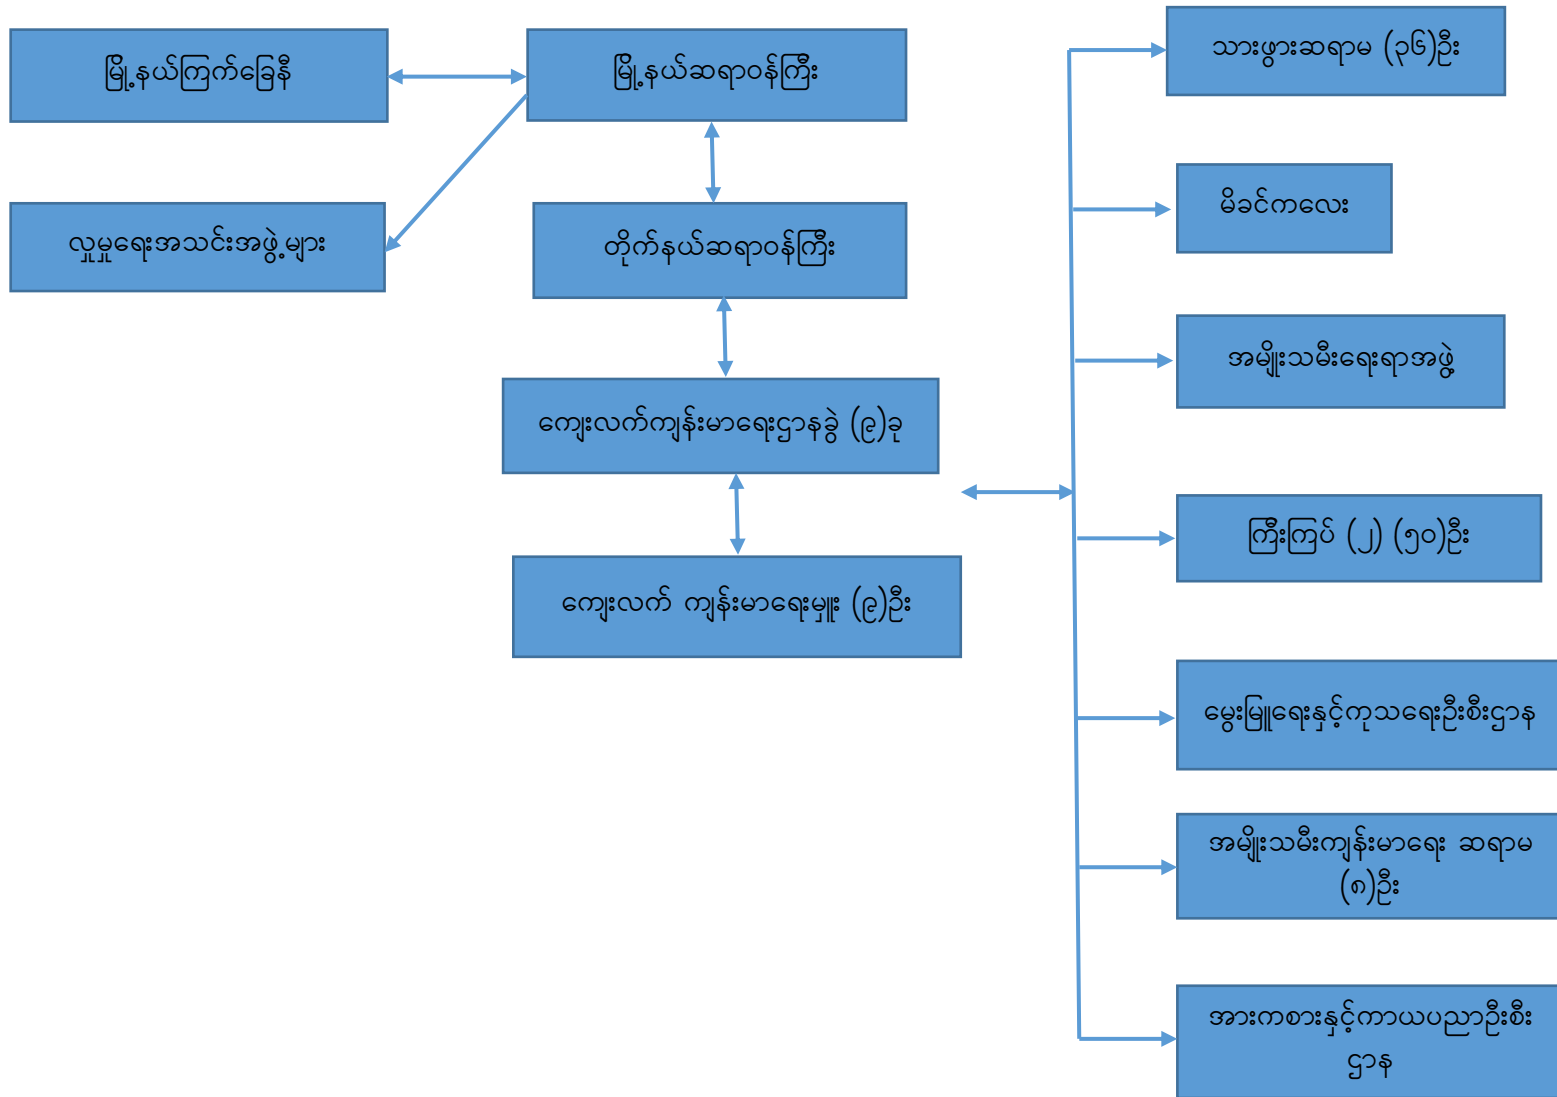 မြို့နယ်ကြက်ခြေနီ
မြို့နယ်ဆရာဝန်ကြီး
လူမှုရေးအသင်းအဖွဲ့များ
တိုက်နယ်ဆရာဝန်ကြီး
ကျေးလက်ကျန်းမာရေးဌာနခွဲ (၉)ခု
ကျေးလက် ကျန်းမာရေးမှူး (၉)ဦး
သားဖွားဆရာမ (၃၆)ဦး
မိခင်ကလေး
အမျိုးသမီးရေးရာအဖွဲ့
ကြီးကြပ် (၂) (၅၀)ဦး
မွေးမြူရေးနှင့်ကုသရေးဦးစီးဌာန
အမျိုးသမီးကျန်းမာရေး ဆရာမ
(၈)ဦး
အားကစားနှင့်ကာယပညာဦးစီး
ဌာန